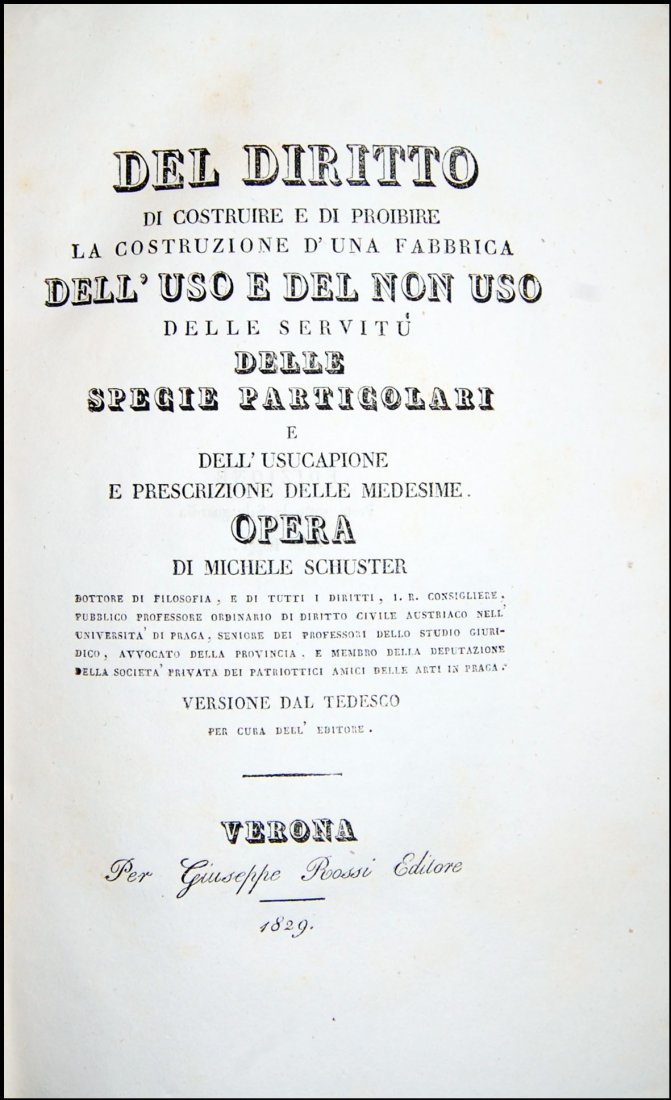 DEL DIRITTO
DI COSTRUIRE E DI PROIBIRE
LA COSTRUZIONE D'UNA FABBRICA
DELL'USO E DEL NON USO
DELLE SERVITÙ
DELLE
SPECIE PARTICOLARI
E
DELL'USUCAPIONE
E PRESCRIZIONE DELLE MEDESIME.
OPERA
DI MICHELE SCHUSTER
DOTTORE DI FILOSOFIA, E DI TUTTI I DIRITTI, I. R. CONSIGLIERE,
PUBBLICO PROFESSORE ORDINARIO DI DIRITTO CIVILE AUSTRIACO NELL'
UNIVERSITA' DI PRAGA, SENIORE DEI PROFESSORI DELLO STUDIO GIURI-
DICO, AVVOCATO DELLA PROVINCIA, E MEMBRO DELLA DEPUTAZIONE
DELLA SOCIETA' PRIVATA DEI PATRIOTTICI AMICI DELLE ARTI IN PRAGA.
VERSIONE DAL TEDESCO
PER CURA DELL' EDITORE.
VERONA
Per Giuseppe Rossi Editore
1829.